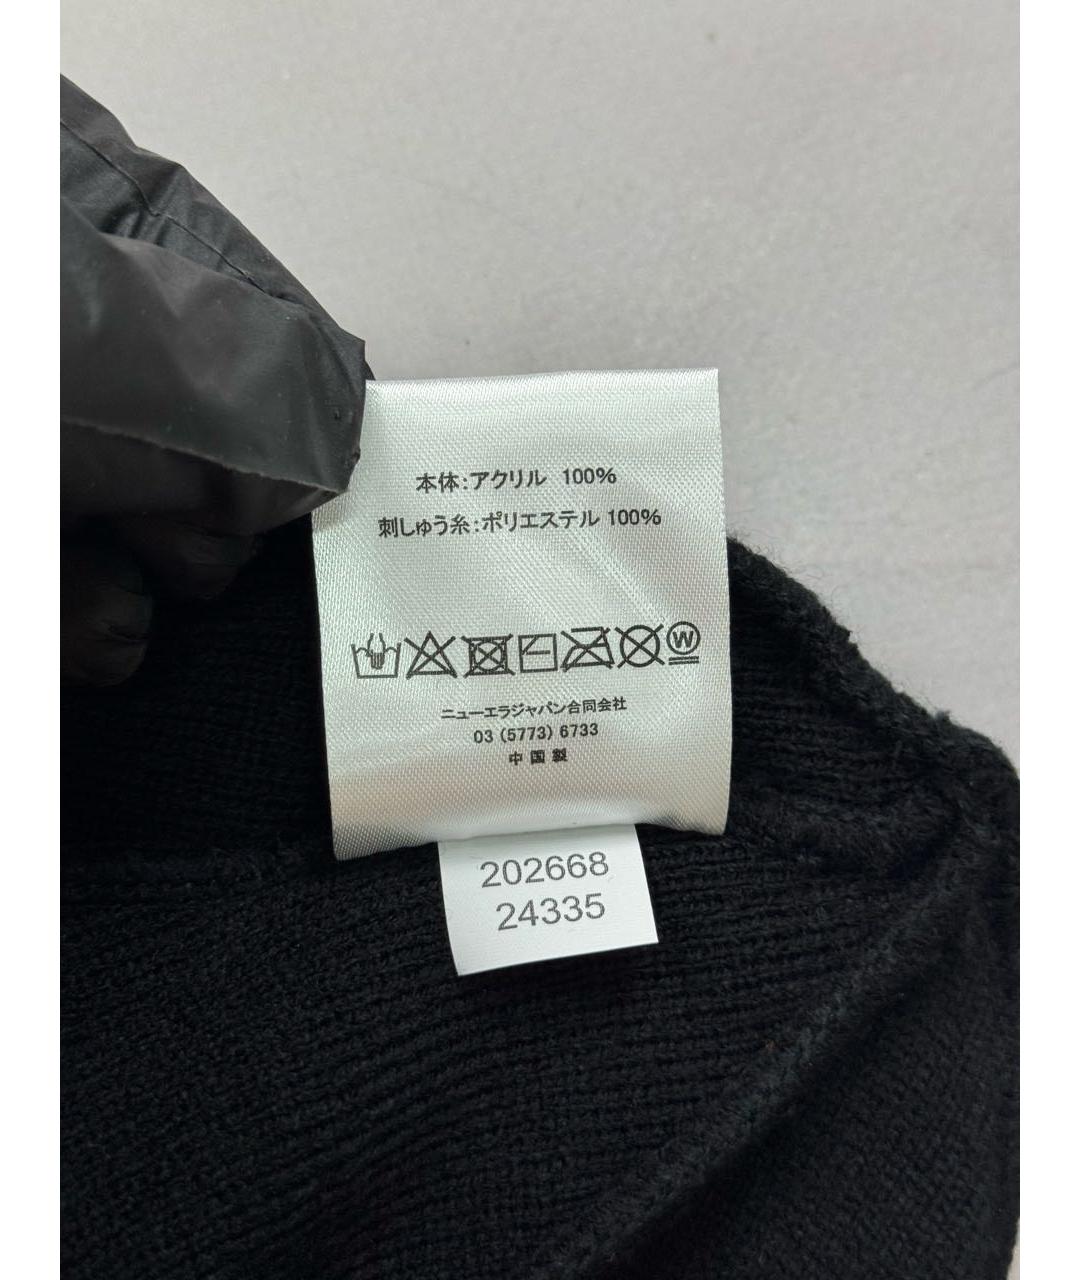 本体:アクリル 100%
刺しゅう糸:ポリエステル 100%
W
ニューエラジャパン合同会社
03 (5773) 6733
中国製
202668
24335